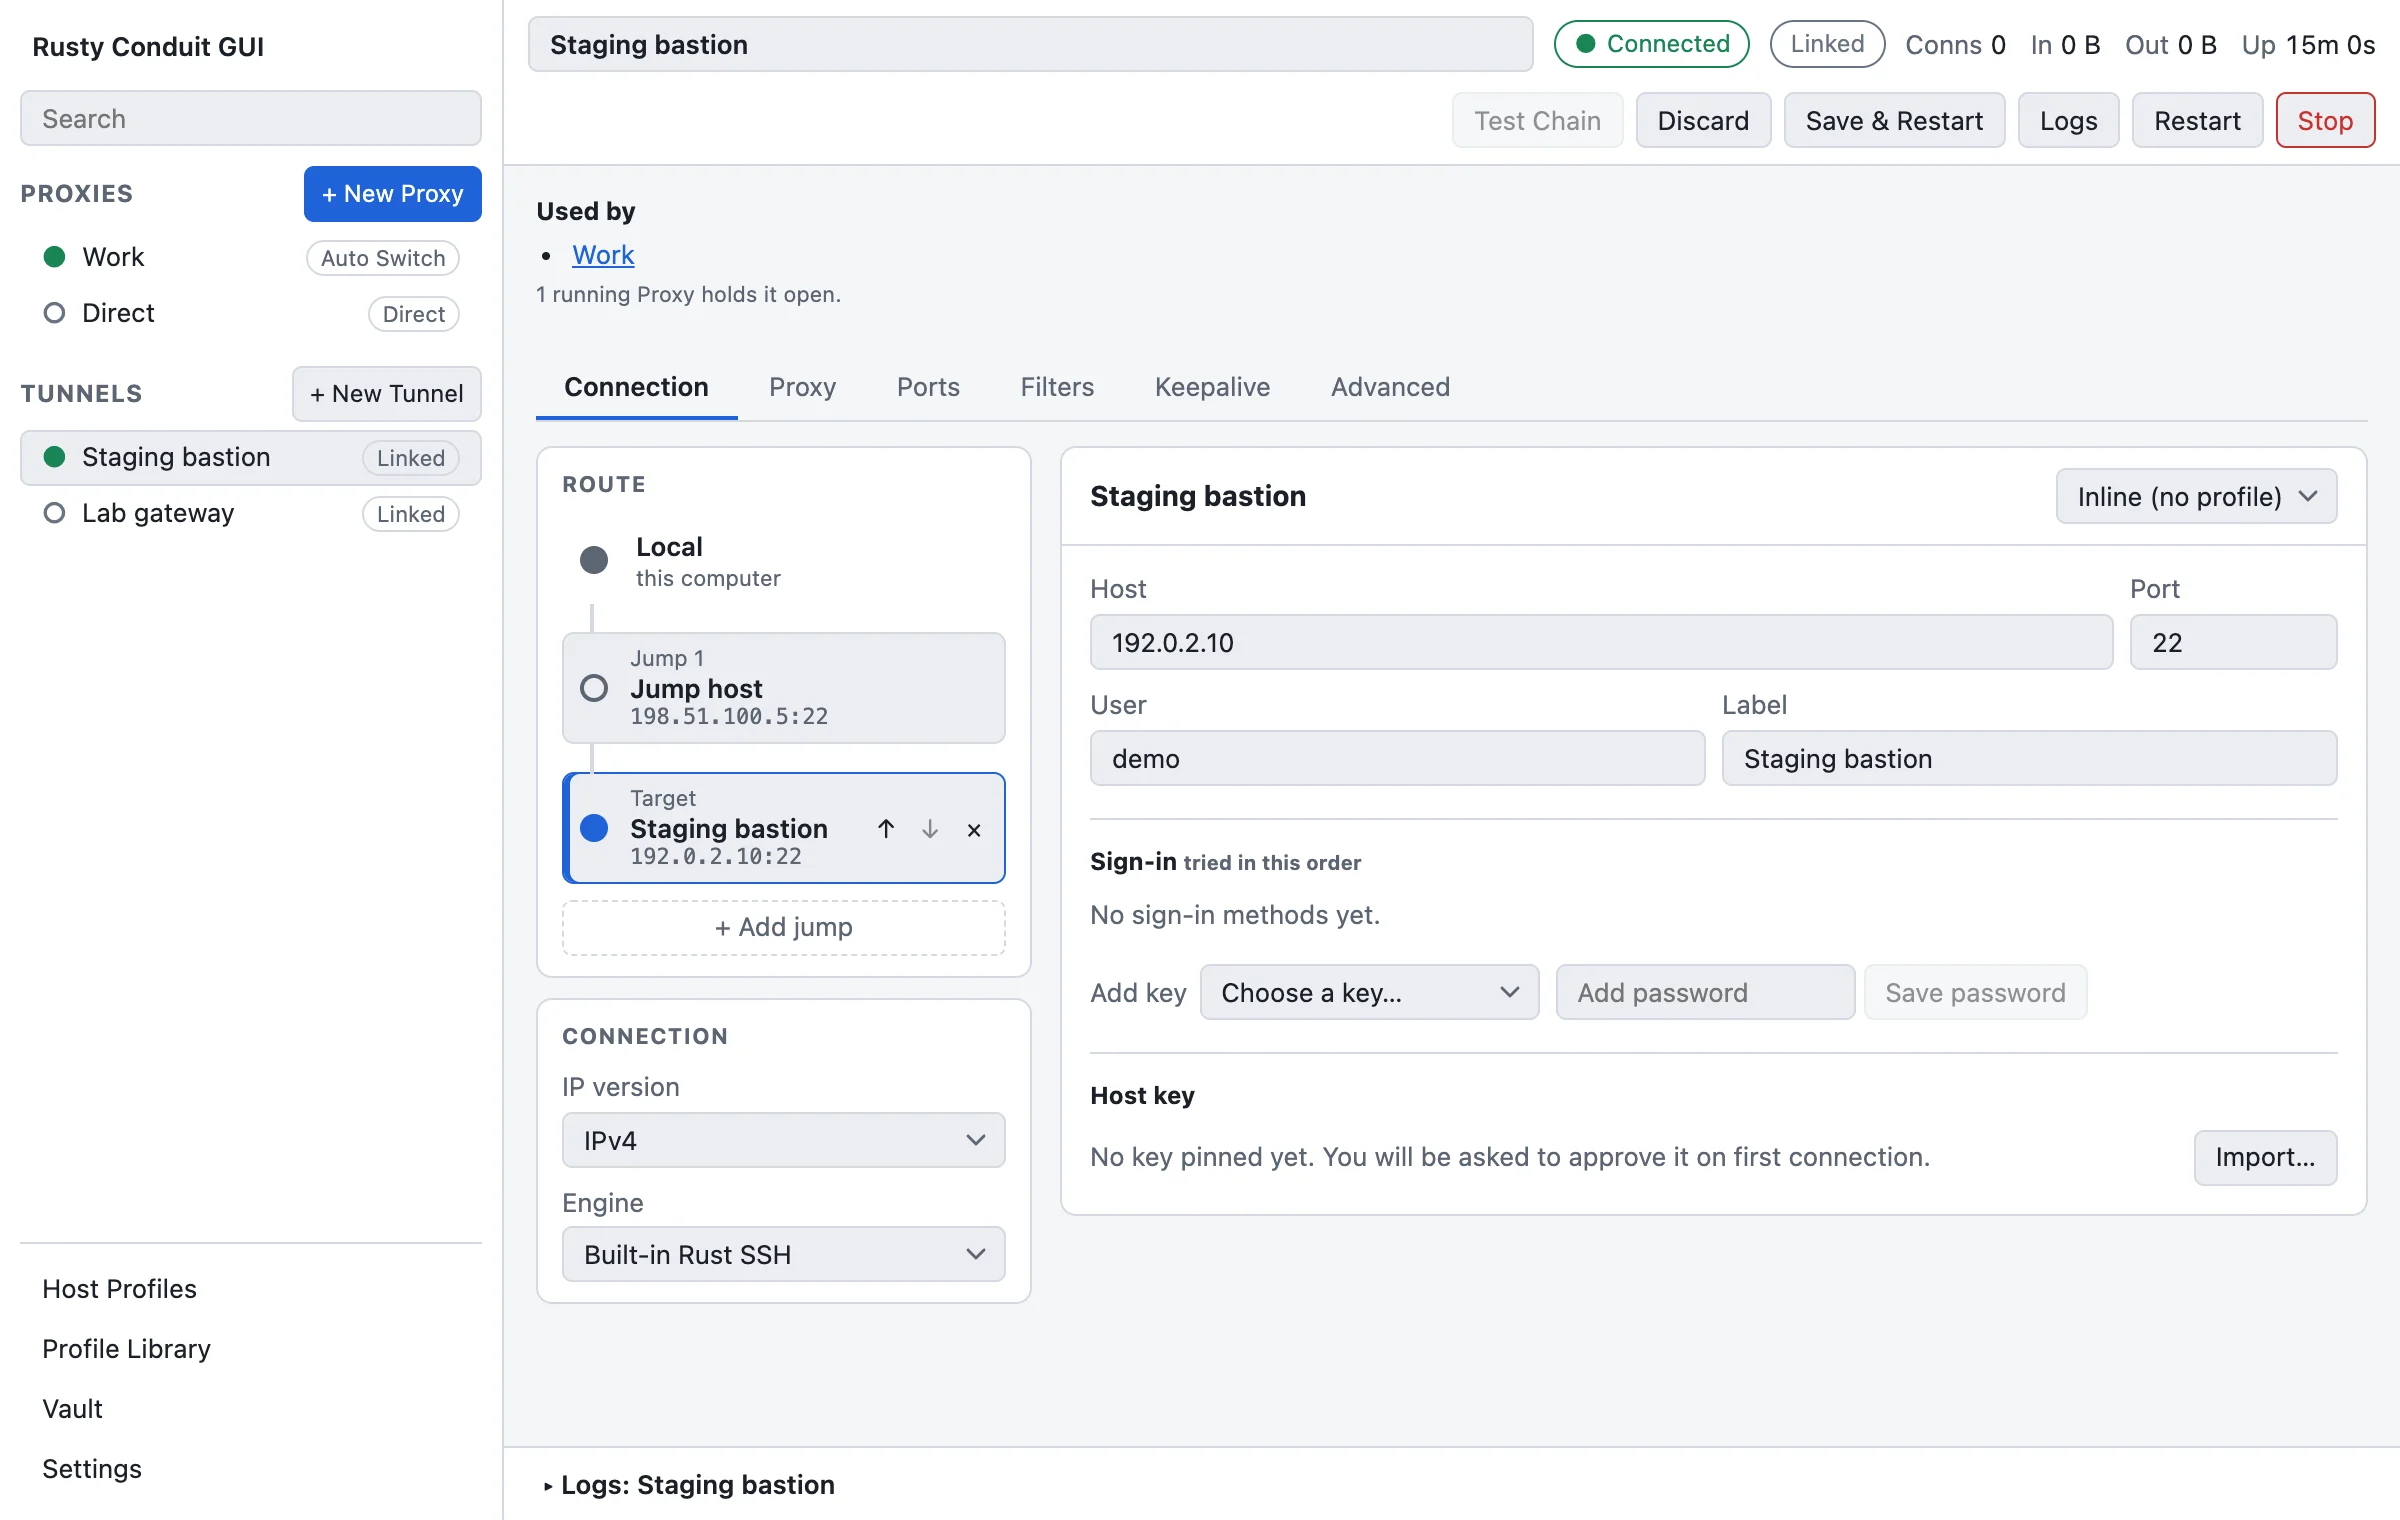 Rusty Conduit GUI
Search
PROXIES
+ New Proxy
Work
Auto Switch
Direct
Direct
TUNNELS
+ New Tunnel
Staging bastion
Linked
Lab gateway
Linked
Host Profiles
Profile Library
Vault
Settings
Staging bastion
Connected
Linked
Conns 0 In 0 B Out 0 B Up 15m 0s
Test Chain
Discard
Save & Restart
Logs
Restart
Stop
Used by
• Work
1 running Proxy holds it open.
Connection
Proxy
Ports
Filters
Keepalive
Advanced
ROUTE
Local
this computer
Jump 1
Jump host
198.51.100.5:22
Target
Staging bastion
192.0.2.10:22
↑ ↓ ×
+ Add jump
CONNECTION
IP version
IPv4
Engine
Built-in Rust SSH
Staging bastion
Inline (no profile)
Host
192.0.2.10
Port
22
User
demo
Label
Staging bastion
Sign-in tried in this order
No sign-in methods yet.
Add key
Choose a key...
Add password
Save password
Host key
No key pinned yet. You will be asked to approve it on first connection.
Import...
▸ Logs: Staging bastion